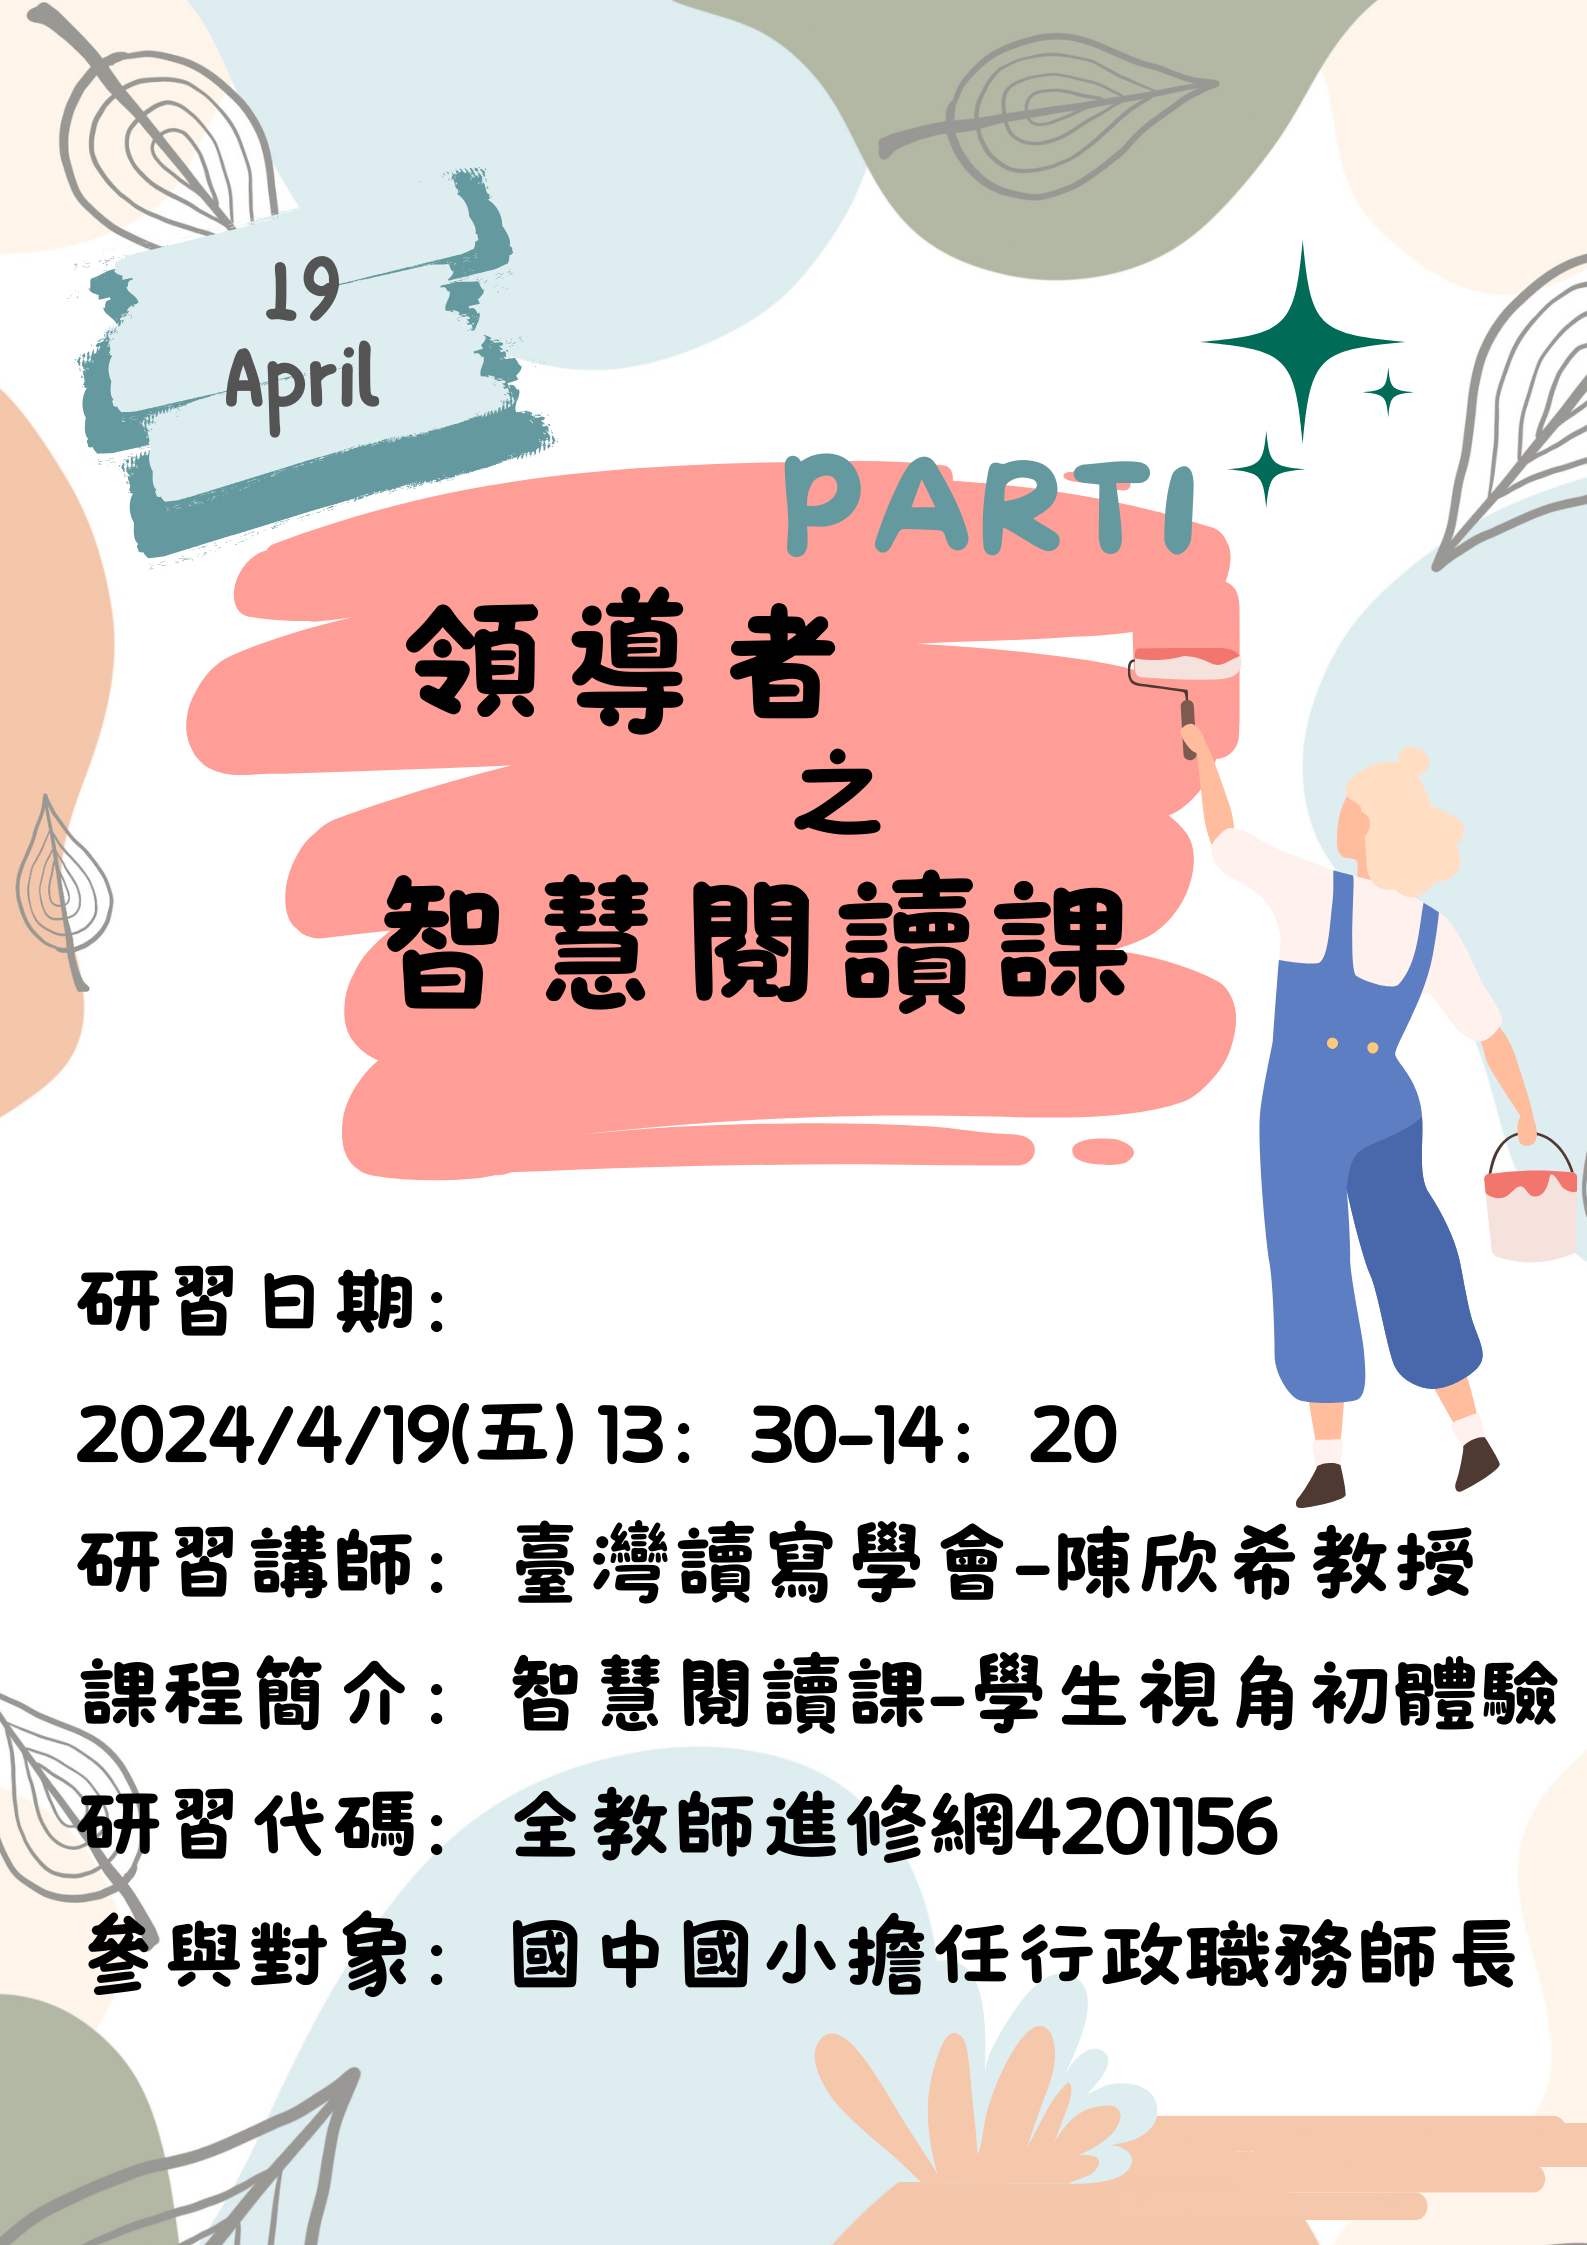 19
April
PARTI
領導者
之
智慧閱讀課
研習日期：
2024/4/19(五) 13：30-14：20
研習講師：臺灣讀寫學會-陳欣希教授
課程簡介：智慧閱讀課-學生視角初體驗
研習代碼：全教師進修網4201156
參與對象：國中國小擔任行政職務師長